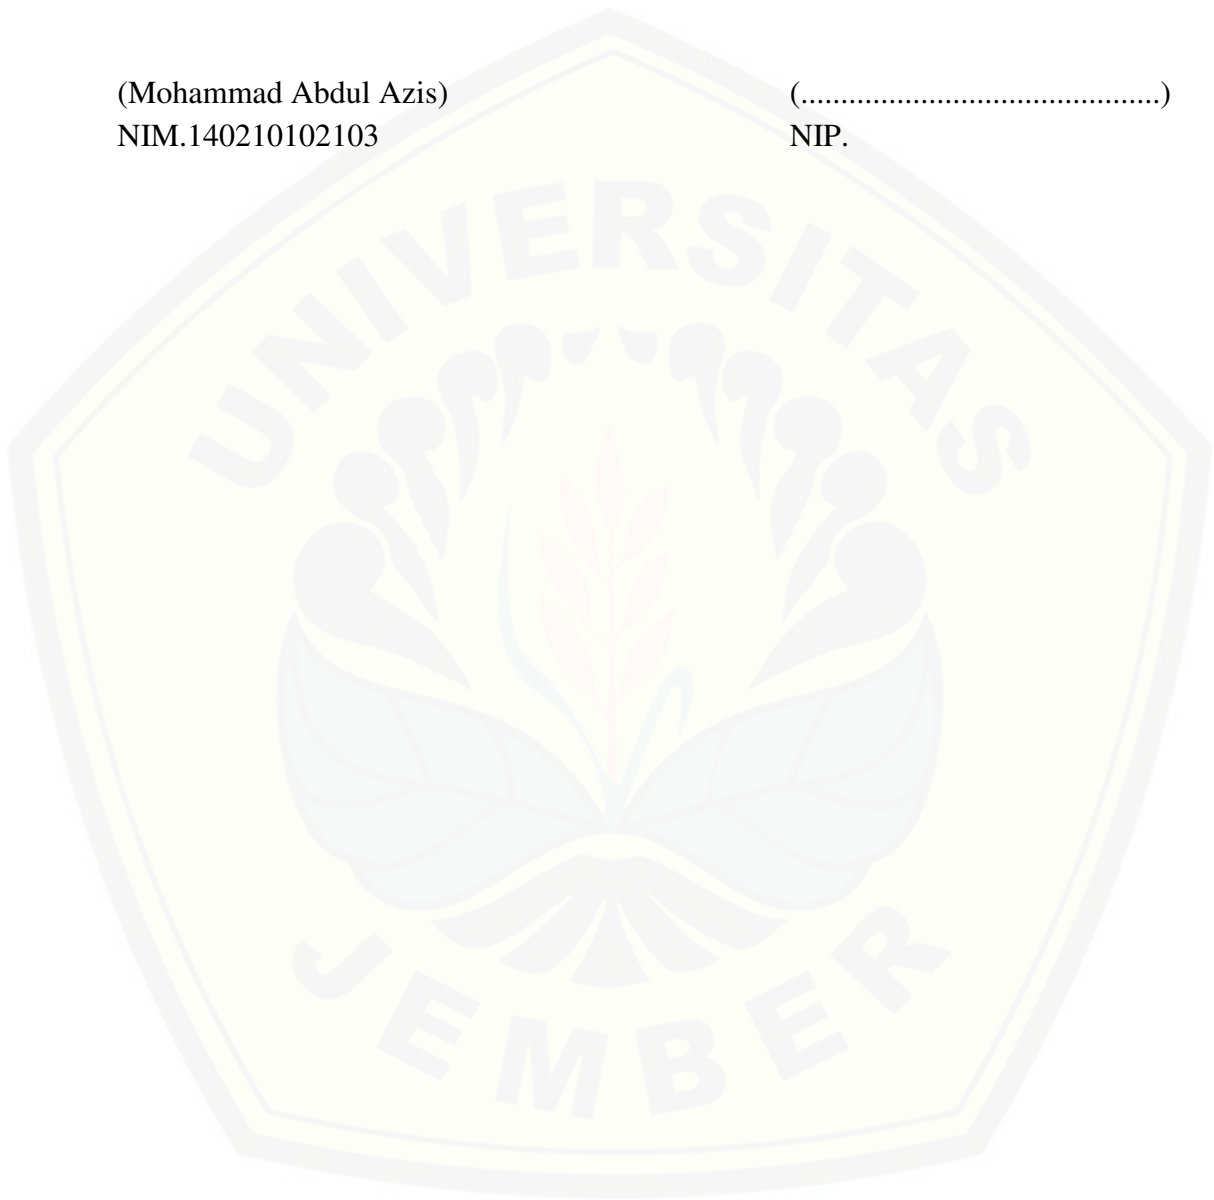 (Mohammad Abdul Azis) (.............................................)
NIM.140210102103 NIP.
UNIVERSITAS
JEMBER